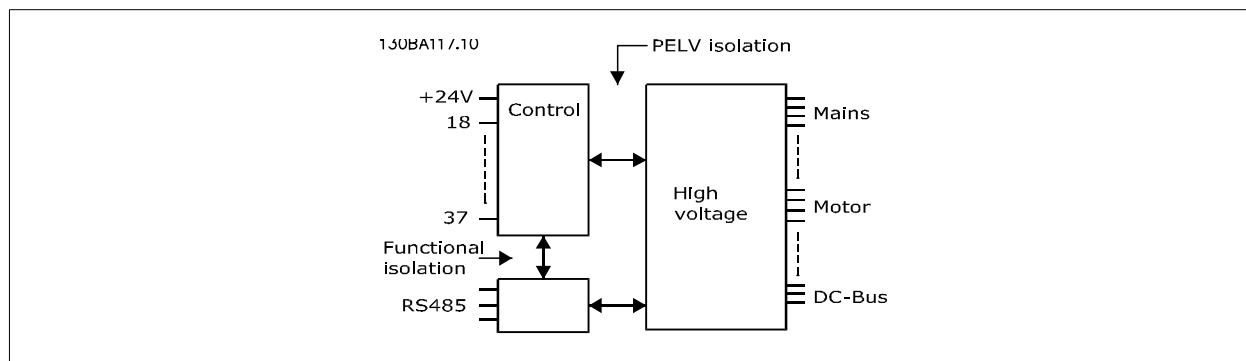 130BA117.10
PELV isolation
+24V
Control
18
Mains
High
voltage
37
Motor
Functional
isolation
RS485
DC-Bus